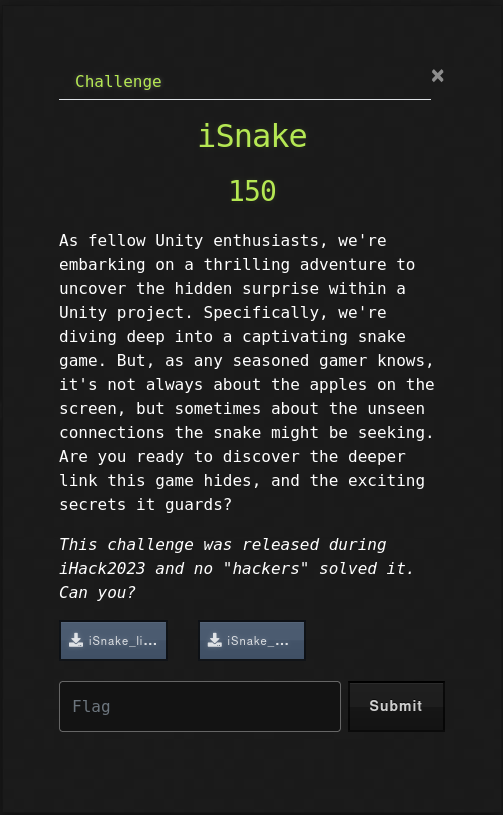 Challenge
×
iSnake
150
As fellow Unity enthusiasts, we're
embarking on a thrilling adventure to
uncover the hidden surprise within a
Unity project. Specifically, we're
diving deep into a captivating snake
game. But, as any seasoned gamer knows,
it's not always about the apples on the
screen, but sometimes about the unseen
connections the snake might be seeking.
Are you ready to discover the deeper
link this game hides, and the exciting
secrets it guards?
This challenge was released during
iHack2023 and no "hackers" solved it.
Can you?
iSnake_li... iSnake_...
Flag Submit